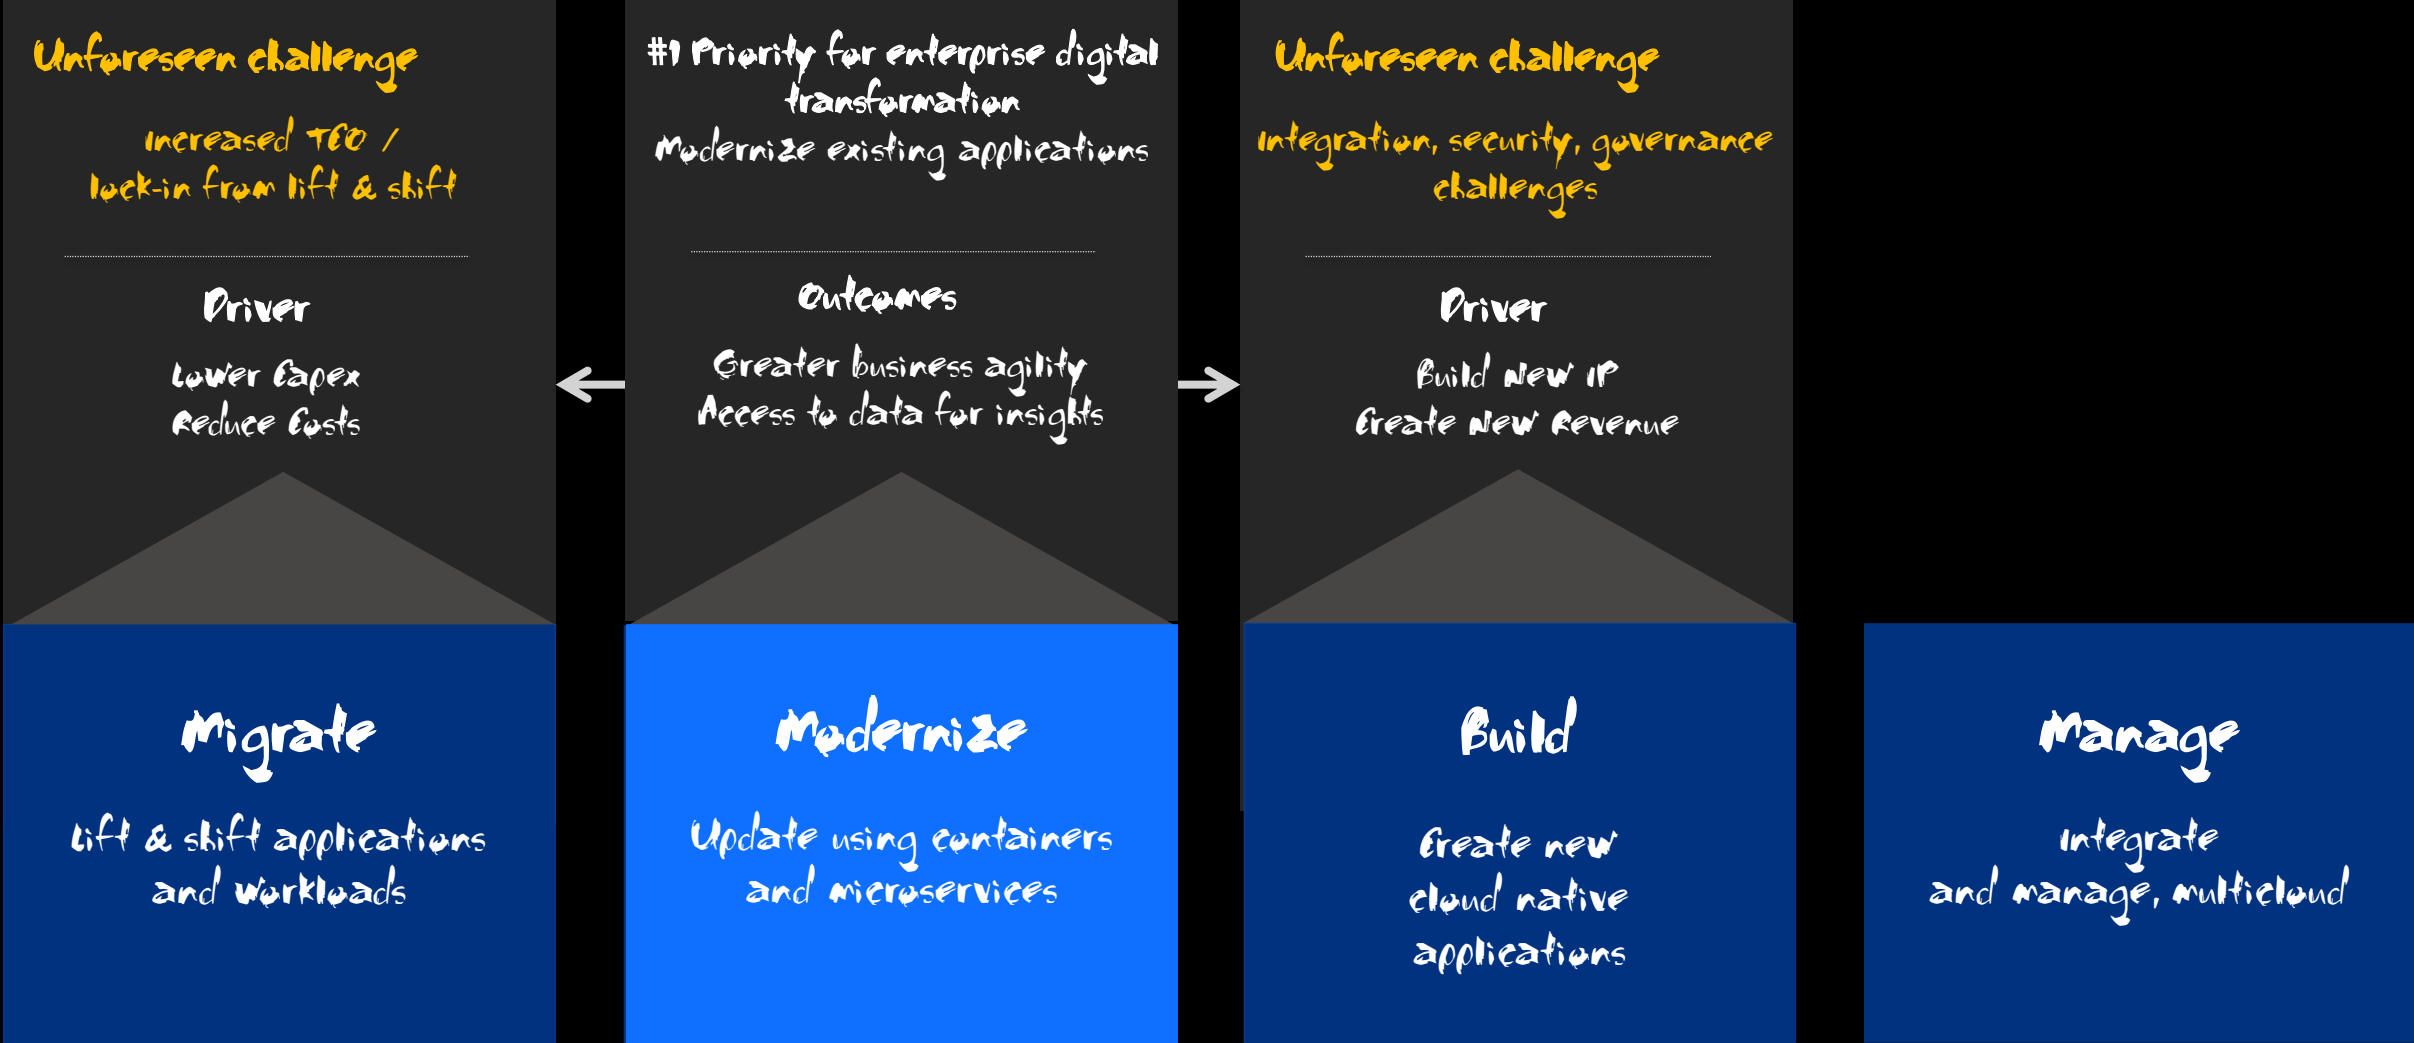 Unforeseen challenge
Increased TCO /
lock-in from lift & shift
Driver
Lower Capex
Reduce Costs
Migrate
Lift & shift applications
and workloads
#1 Priority for enterprise digital
transformation
Modernize existing applications
Outcomes
Greater business agility
Access to data for insights
Modernize
Update using containers
and microservices
Unforeseen challenge
Integration, security, governance
challenges
Driver
Build New IP
Create New Revenue
Build
Create new
cloud native
applications
Manage
Integrate
and manage, multicloud